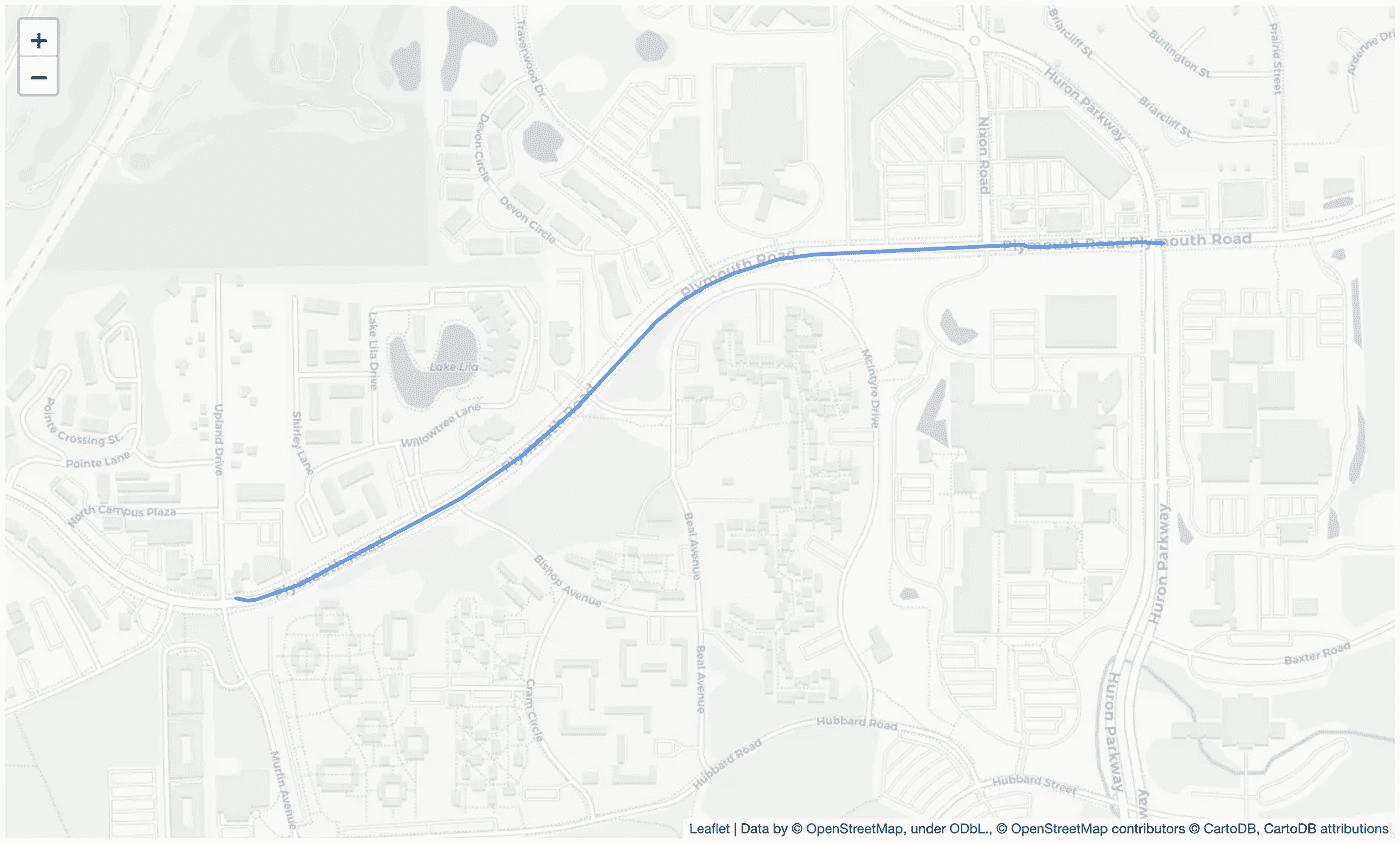 +
−
Traverwood Dr.
Briarcliff St.
Burlington St.
Prairie Street
Ardenne Dri
Huron Parkway
Briarcliff St.
Devon Circle
Nixon Road
Devon Circle
Plymouth Road Plymouth Road
Plymouth Road
Lake Lila Drive
Lake Lila
McIntyre Drive
Plymouth Road
Pointe Crossing St.
Upland Drive
Shirley Lane
Willowtree Lane
Pointe Lane
North Campus Plaza
Beal Avenue
Huron Parkway
Plymouth Road
Bishop Avenue
Baxter Road
Beal Avenue
Cram Circle
Huron Parkway
Hubbard Road
Murfin Avenue
Hubbard Road
Hubbard Street
way
Leaflet | Data by © OpenStreetMap, under ODbL., © OpenStreetMap contributors © CartoDB, CartoDB attributions